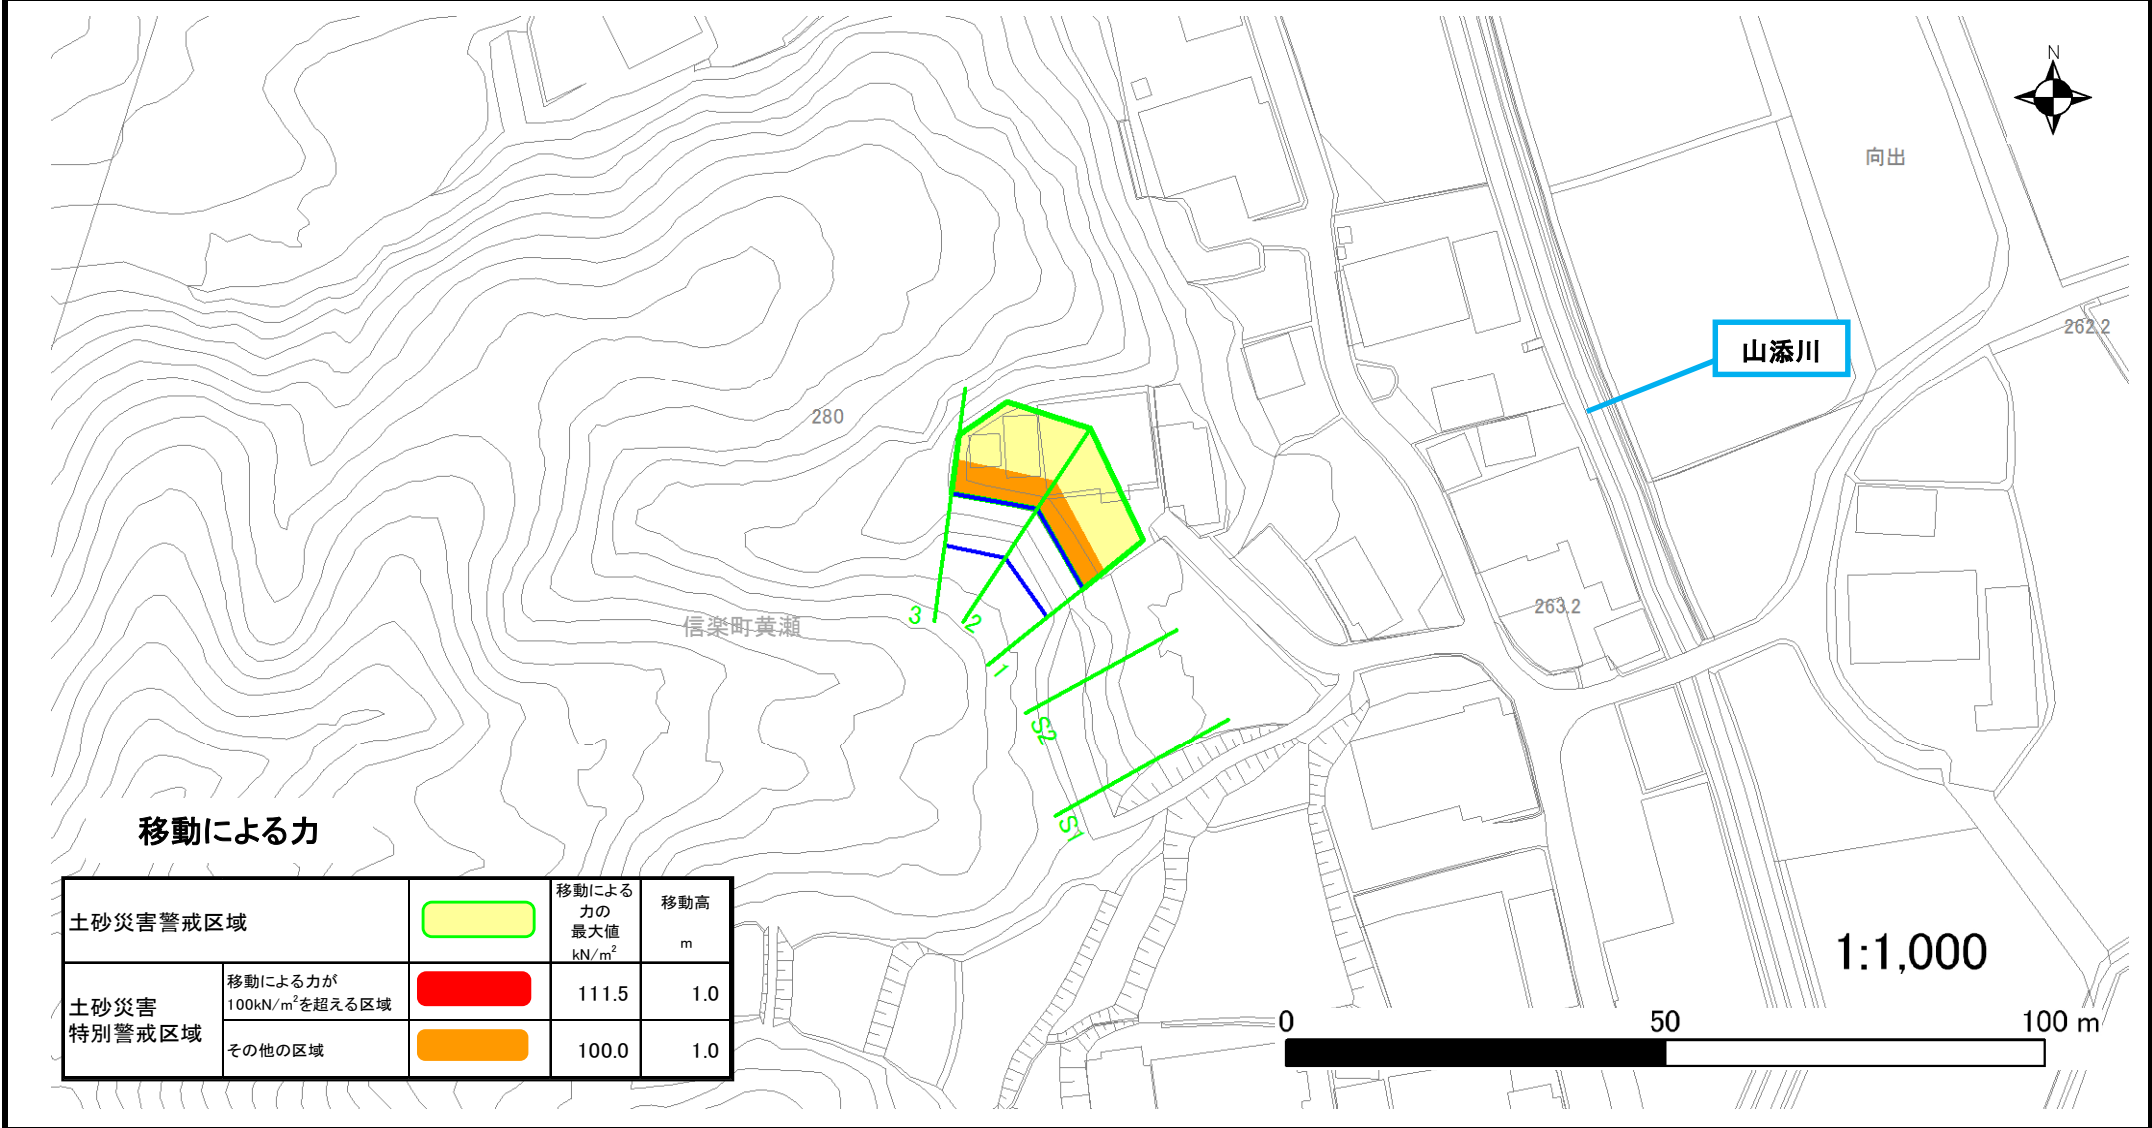 N
向出
262.2
山添川
280
263.2
信楽町黄瀬
3
2
1
S2
S1
移動による力
土砂災害警戒区域
移動による
力の
最大値
kN/m²
移動高
m
土砂災害
特別警戒区域
移動による力が
100kN/m²を超える区域
111.5
1.0
その他の区域
100.0
1.0
1:1,000
0
50
100 m